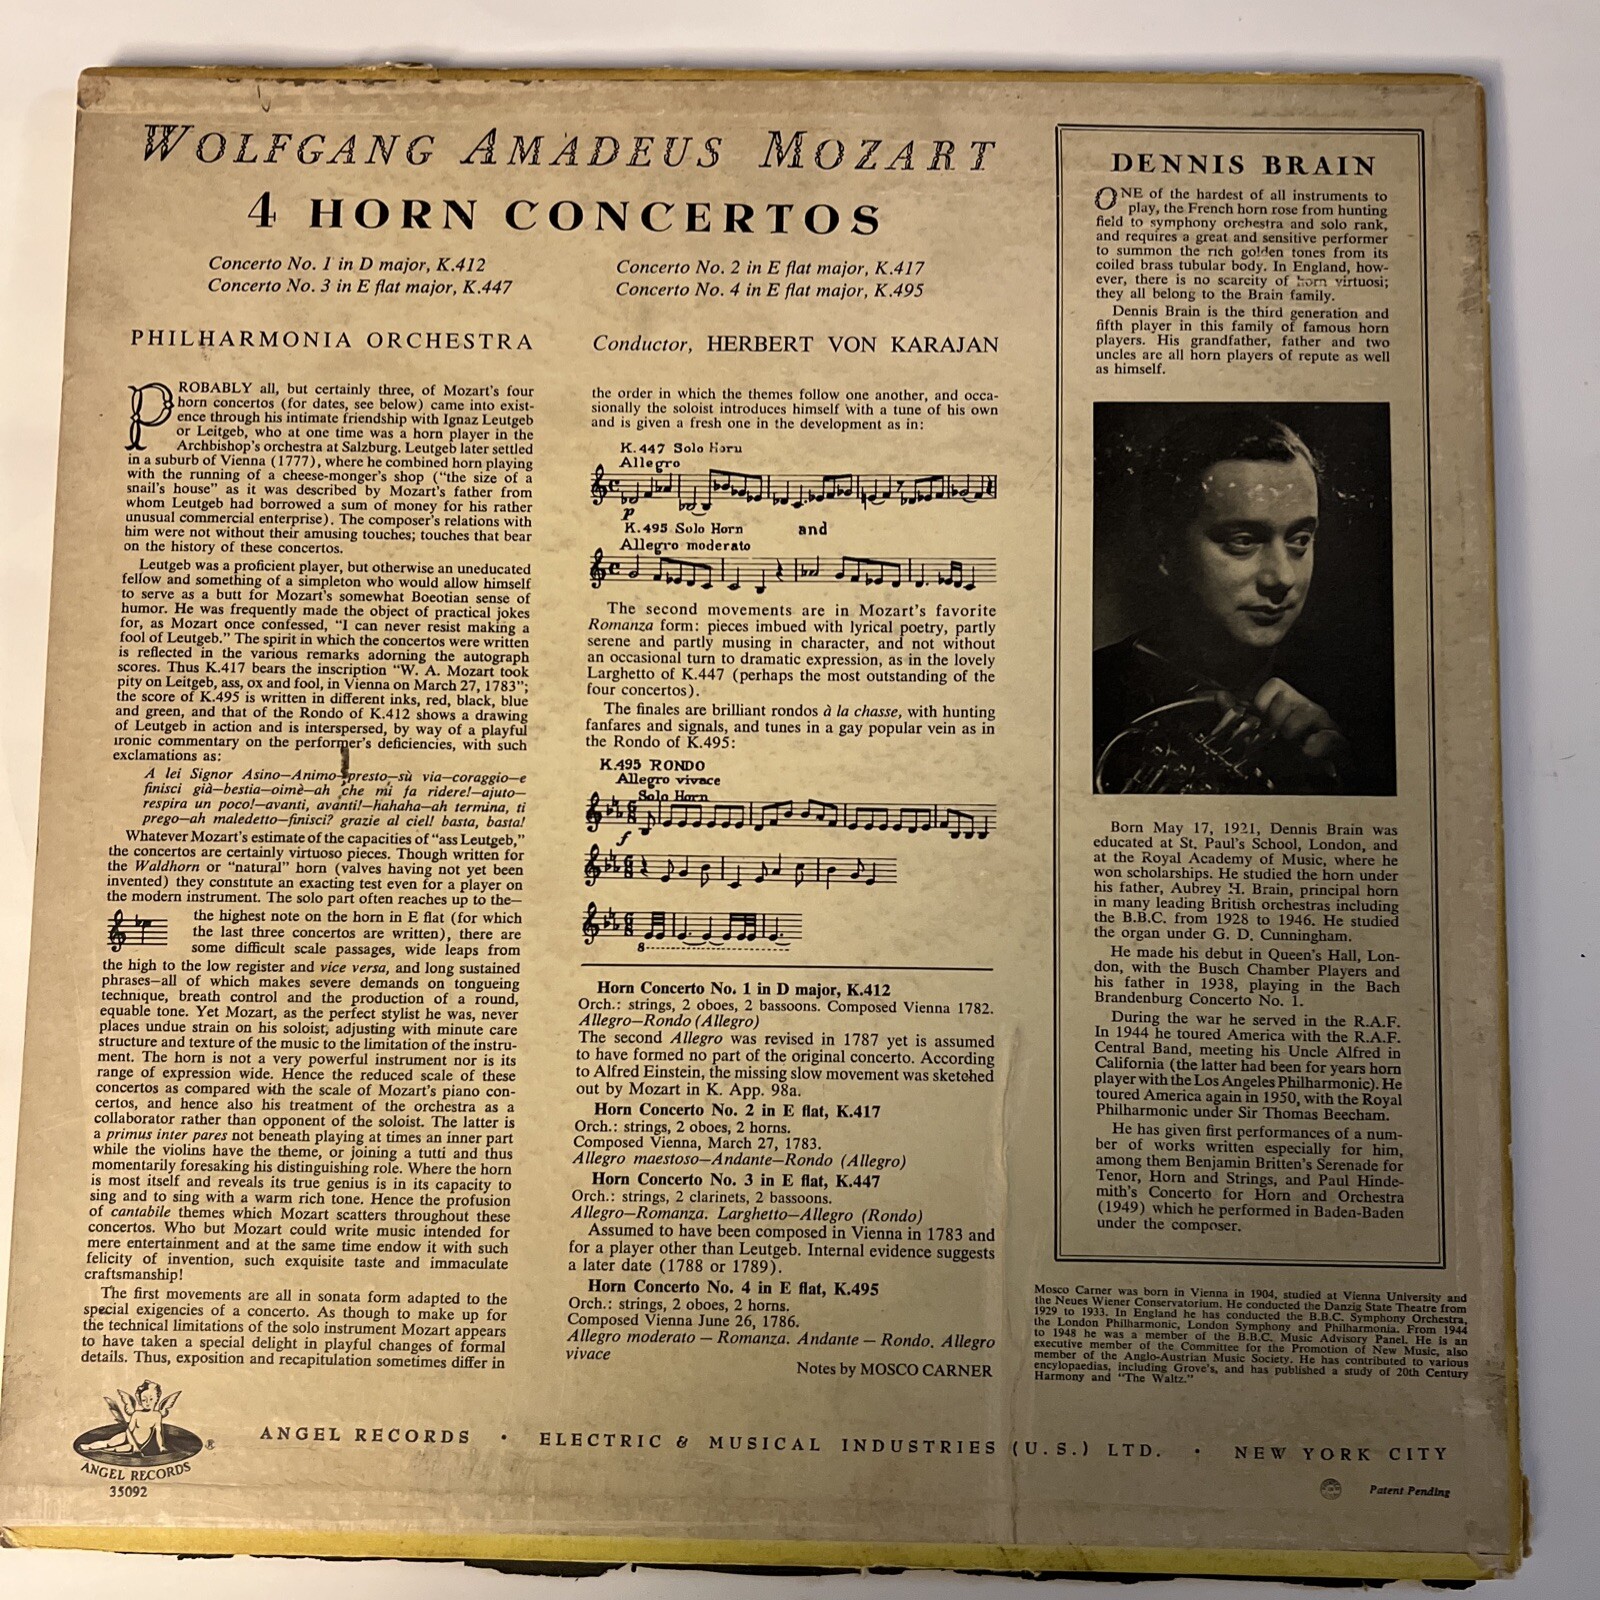 WOLFGANG AMADEUS MOZART
4 HORN CONCERTOS
Concerto No. 1 in D major, K.412
Concerto No. 2 in E flat major, K.417
Concerto No. 3 in E flat major, K.447
Concerto No. 4 in E flat major, K.495
PHILHARMONIA ORCHESTRA
Conductor, HERBERT VON KARAJAN
PROBABLY all, but certainly three, of Mozart's four
horn concertos (for dates, see below) came into exist-
ence through his intimate friendship with Ignaz Leutgeb
or Leitgeb, who at one time was a horn player in the
Archbishop's orchestra at Salzburg. Leutgeb later settled
in a suburb of Vienna (1777), where he combined horn playing
with the running of a cheese-monger's shop ("the size of a
snail's house" as it was described by Mozart's father from
whom Leutgeb had borrowed a sum of money for his rather
unusual commercial enterprise). The composer's relations with
him were not without their amusing touches; touches that bear
on the history of these concertos.
Leutgeb was a proficient player, but otherwise an uneducated
fellow and something of a simpleton who would allow himself
to serve as a butt for Mozart's somewhat Boeotian sense of
humor. He was frequently made the object of practical jokes
for, as Mozart once confessed, "I can never resist making a
fool of Leutgeb." The spirit in which the concertos were written
is reflected in the various remarks adorning the autograph
scores. Thus K.417 bears the inscription "W. A. Mozart took
pity on Leitgeb, ass, ox and fool, in Vienna on March 27, 1783";
the score of K.495 is written in different inks, red, black, blue
and green, and that of the Rondo of K.412 shows a drawing
of Leutgeb in action and is interspersed, by way of a playful
ironic commentary on the performer's deficiencies, with such
exclamations as:
A lei Signor Asino—Animo—presto—sù via—coraggio—e
finisci già—bestia—oimè—ah che mi fa ridere!—ajuto—
respira un poco!—avanti, avanti!—hahaha—ah termina, ti
prego—ah maledetto—finisci? grazie al ciel! basta, basta!
Whatever Mozart's estimate of the capacities of "ass Leutgeb,"
the concertos are certainly virtuoso pieces. Though written for
the Waldhorn or "natural" horn (valves having not yet been
invented) they constitute an exacting test even for a player on
the modern instrument. The solo part often reaches up to the—
the highest note on the horn in E flat (for which
the last three concertos are written), there are
some difficult scale passages, wide leaps from
the high to the low register and vice versa, and long sustained
phrases—all of which makes severe demands on tongueing
technique, breath control and the production of a round,
equable tone. Yet Mozart, as the perfect stylist he was, never
places undue strain on his soloist, adjusting with minute care
structure and texture of the music to the limitation of the instru-
ment. The horn is not a very powerful instrument nor is its
range of expression wide. Hence the reduced scale of these
concertos as compared with the scale of Mozart's piano con-
certos, and hence also his treatment of the orchestra as a
collaborator rather than opponent of the soloist. The latter is
a primus inter pares not beneath playing at times an inner part
while the violins have the theme, or joining a tutti and thus
momentarily foresaking his distinguishing role. Where the horn
is most itself and reveals its true genius is in its capacity to
sing and to sing with a warm rich tone. Hence the profusion
of cantabile themes which Mozart scatters throughout these
concertos. Who but Mozart could write music intended for
mere entertainment and at the same time endow it with such
felicity of invention, such exquisite taste and immaculate
craftsmanship!
The first movements are all in sonata form adapted to the
special exigencies of a concerto. As though to make up for
the technical limitations of the solo instrument Mozart appears
to have taken a special delight in playful changes of formal
details. Thus, exposition and recapitulation sometimes differ in
the order in which the themes follow one another, and occa-
sionally the soloist introduces himself with a tune of his own
and is given a fresh one in the development as in:
K.447 Solo Horn
Allegro
p
K.495 Solo Horn and
Allegro moderato
The second movements are in Mozart's favorite
Romanza form: pieces imbued with lyrical poetry, partly
serene and partly musing in character, and not without
an occasional turn to dramatic expression, as in the lovely
Larghetto of K.447 (perhaps the most outstanding of the
four concertos).
The finales are brilliant rondos à la chasse, with hunting
fanfares and signals, and tunes in a gay popular vein as in
the Rondo of K.495:
K.495 RONDO
Allegro vivace
Solo Horn
f
8
Horn Concerto No. 1 in D major, K.412
Orch.: strings, 2 oboes, 2 bassoons. Composed Vienna 1782.
Allegro—Rondo (Allegro)
The second Allegro was revised in 1787 yet is assumed
to have formed no part of the original concerto. According
to Alfred Einstein, the missing slow movement was sketched
out by Mozart in K. App. 98a.
Horn Concerto No. 2 in E flat, K.417
Orch.: strings, 2 oboes, 2 horns.
Composed Vienna, March 27, 1783.
Allegro maestoso—Andante—Rondo (Allegro)
Horn Concerto No. 3 in E flat, K.447
Orch.: strings, 2 clarinets, 2 bassoons.
Allegro—Romanza. Larghetto—Allegro (Rondo)
Assumed to have been composed in Vienna in 1783 and
for a player other than Leutgeb. Internal evidence suggests
a later date (1788 or 1789).
Horn Concerto No. 4 in E flat, K.495
Orch.: strings, 2 oboes, 2 horns.
Composed Vienna June 26, 1786.
Allegro moderato — Romanza. Andante — Rondo. Allegro
vivace
Notes by MOSCO CARNER
DENNIS BRAIN
ONE of the hardest of all instruments to
play, the French horn rose from hunting
field to symphony orchestra and solo rank,
and requires a great and sensitive performer
to summon the rich golden tones from its
coiled brass tubular body. In England, how-
ever, there is no scarcity of horn virtuosi;
they all belong to the Brain family.
Dennis Brain is the third generation and
fifth player in this family of famous horn
players. His grandfather, father and two
uncles are all horn players of repute as well
as himself.
Born May 17, 1921, Dennis Brain was
educated at St. Paul's School, London, and
at the Royal Academy of Music, where he
won scholarships. He studied the horn under
his father, Aubrey H. Brain, principal horn
in many leading British orchestras including
the B.B.C. from 1928 to 1946. He studied
the organ under G. D. Cunningham.
He made his debut in Queen's Hall, Lon-
don, with the Busch Chamber Players and
his father in 1938, playing in the Bach
Brandenburg Concerto No. 1.
During the war he served in the R.A.F.
In 1944 he toured America with the R.A.F.
Central Band, meeting his Uncle Alfred in
California (the latter had been for years horn
player with the Los Angeles Philharmonic). He
toured America again in 1950, with the Royal
Philharmonic under Sir Thomas Beecham.
He has given first performances of a num-
ber of works written especially for him,
among them Benjamin Britten's Serenade for
Tenor, Horn and Strings, and Paul Hinde-
mith's Concerto for Horn and Orchestra
(1949) which he performed in Baden-Baden
under the composer.
Mosco Carner was born in Vienna in 1904, studied at Vienna University and
the Neues Wiener Conservatorium. He conducted the Danzig State Theatre from
1929 to 1933. In England he has conducted the B.B.C. Symphony Orchestra,
the London Philharmonic, London Symphony and Philharmonia. From 1944
to 1948 he was a member of the B.B.C. Music Advisory Panel. He is an
executive member of the Committee for the Promotion of New Music, also
member of the Anglo-Austrian Music Society. He has contributed to various
encylopaedias, including Grove's, and has published a study of 20th Century
Harmony and "The Waltz."
ANGEL RECORDS
35092
ANGEL RECORDS • ELECTRIC & MUSICAL INDUSTRIES (U.S.) LTD. • NEW YORK CITY
Patent Pending